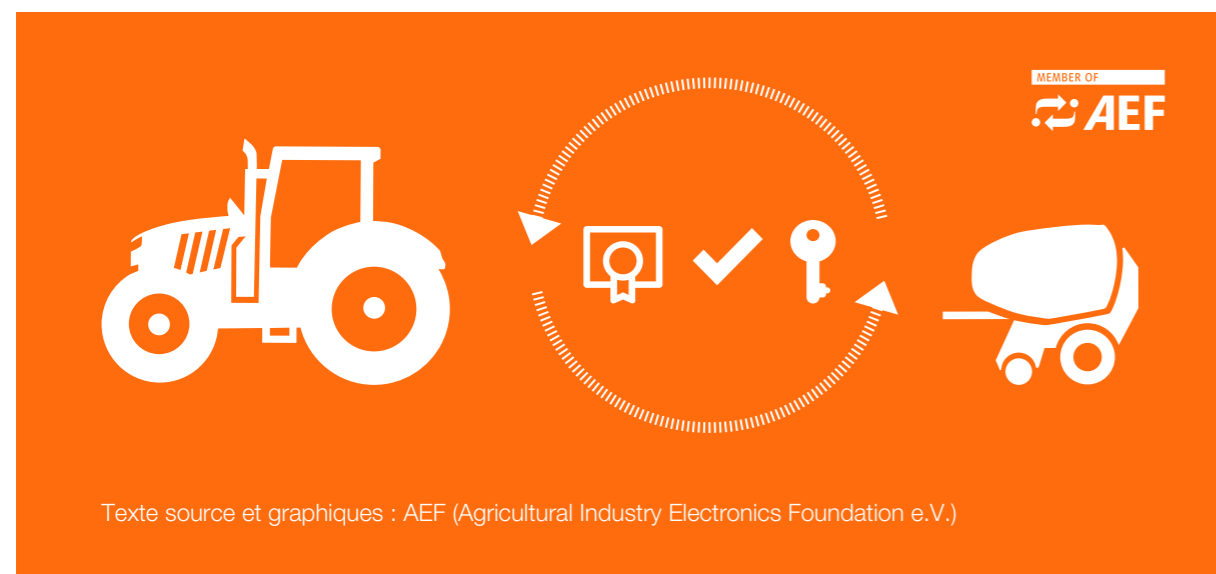 MEMBER OF
AEF
Texte source et graphiques : AEF (Agricultural Industry Electronics Foundation e.V.)